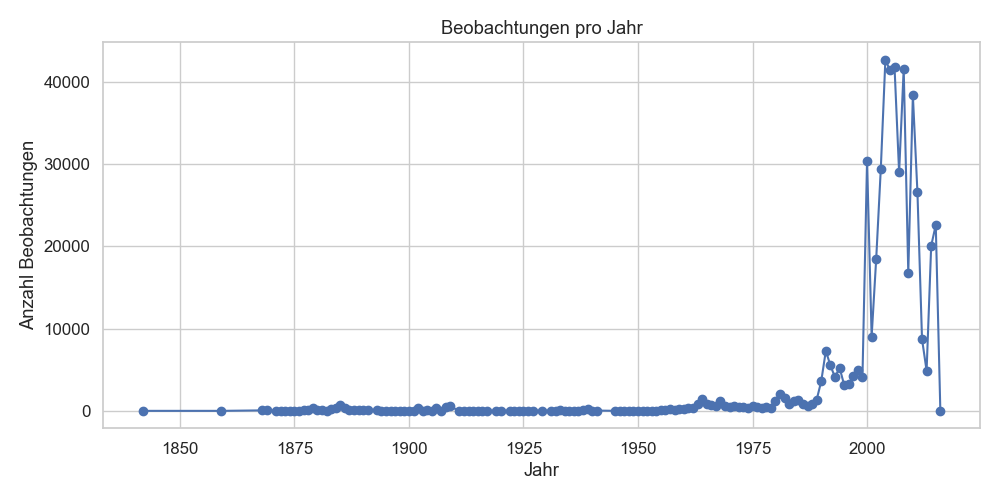 Beobachtungen pro Jahr
Anzahl Beobachtungen
40000
30000
20000
10000
0
1850 1875 1900 1925 1950 1975 2000
Jahr